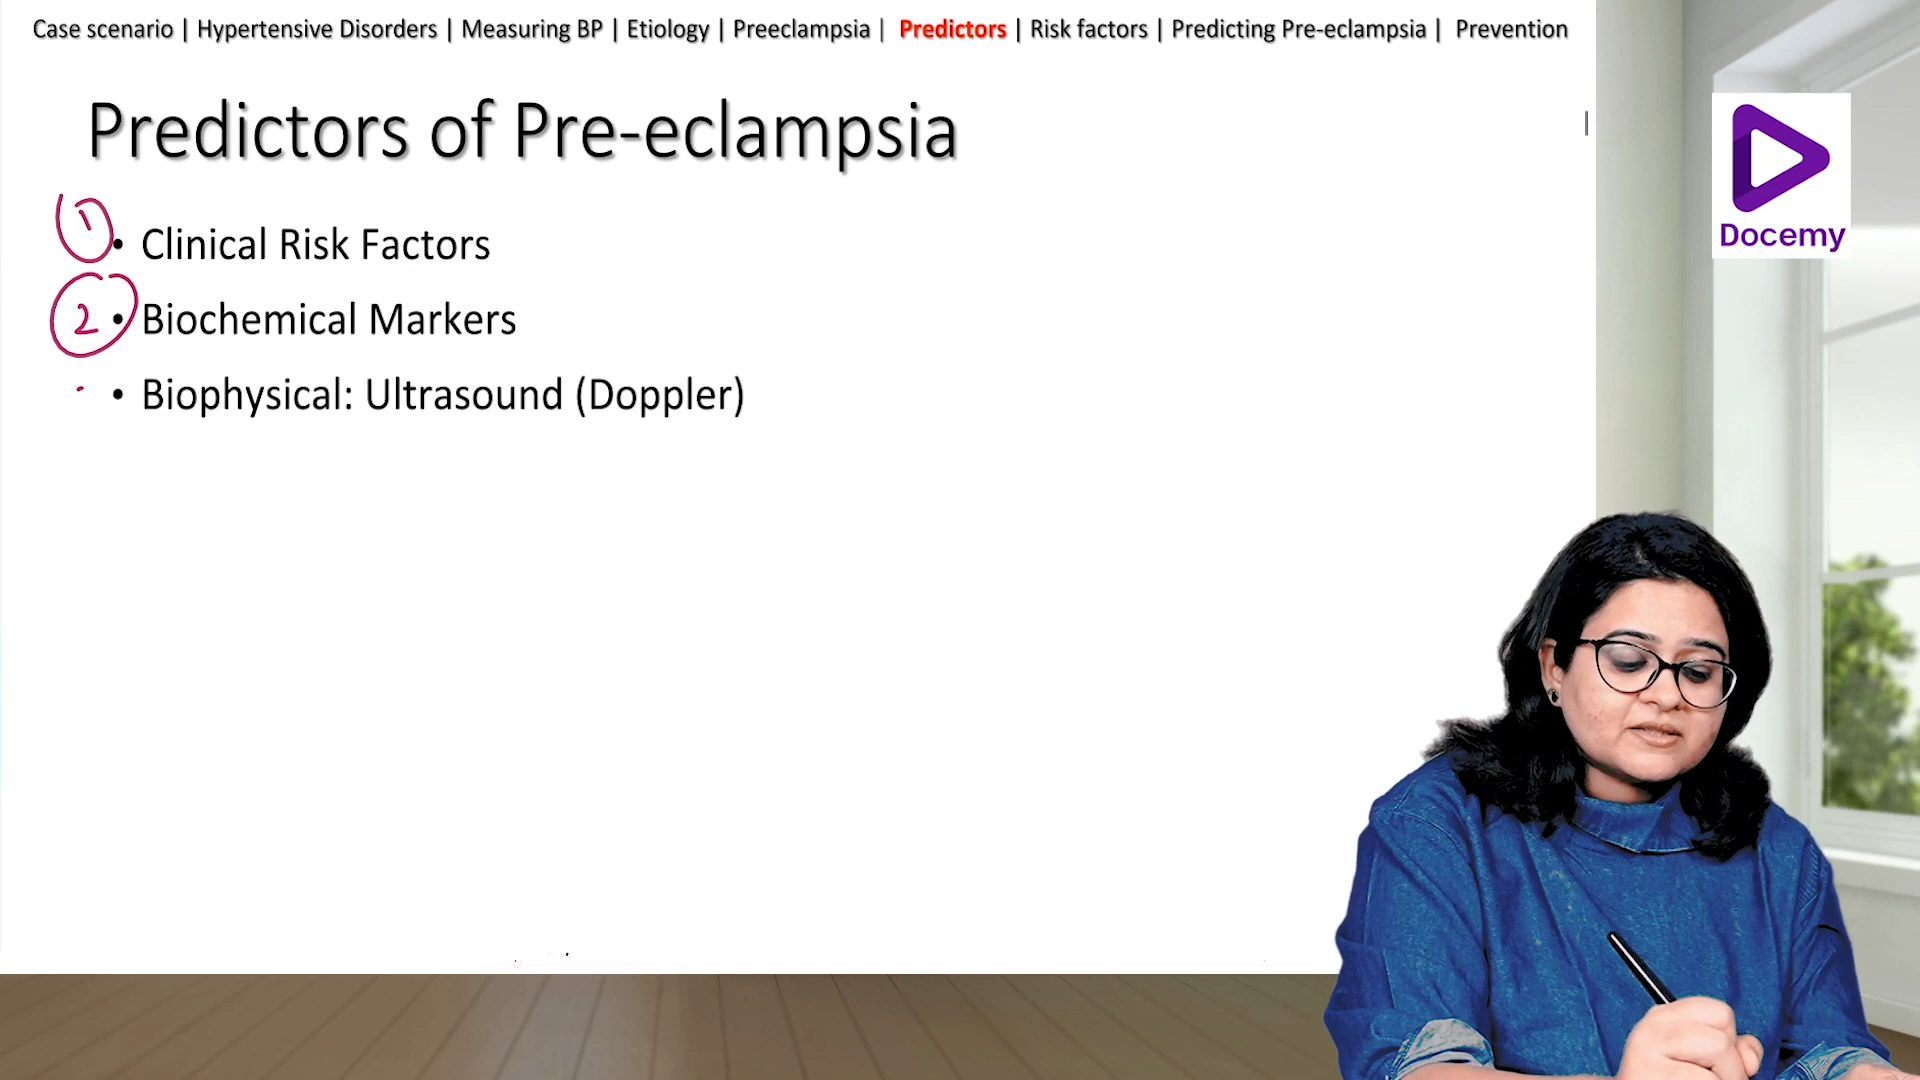 Case scenario | Hypertensive Disorders | Measuring BP | Etiology | Preeclampsia | Predictors | Risk factors | Predicting Pre-eclampsia | Prevention
Predictors of Pre-eclampsia
1 • Clinical Risk Factors
2 • Biochemical Markers
• Biophysical: Ultrasound (Doppler)
Docemy